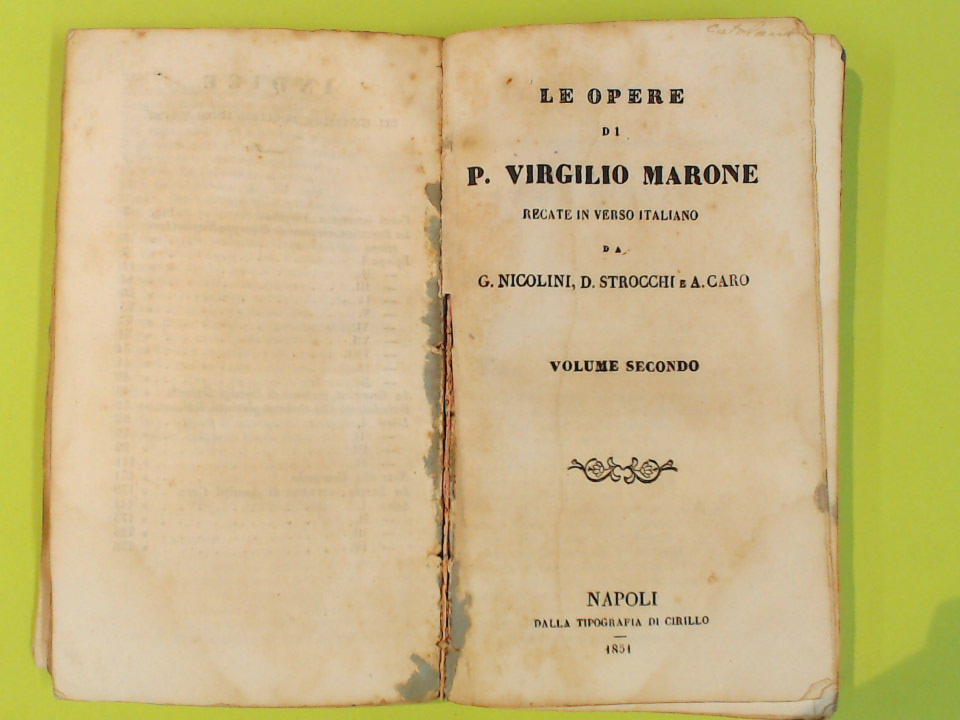 LE OPERE
DI
P. VIRGILIO MARONE
RECATE IN VERSO ITALIANO
DA
G. NICOLINI, D. STROCCHI E A. CARO
VOLUME SECONDO
NAPOLI
DALLA TIPOGRAFIA DI CIRILLO
1851